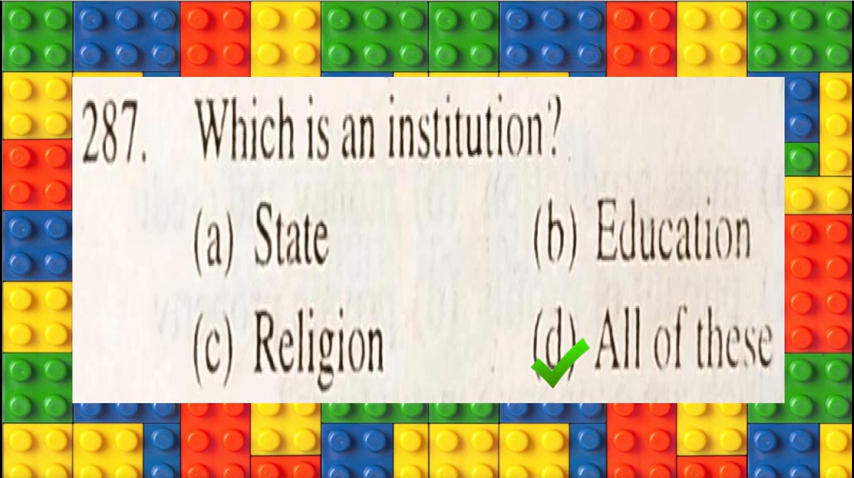 287. Which is an institution?
(a) State (b) Education
(c) Religion (d) All of these